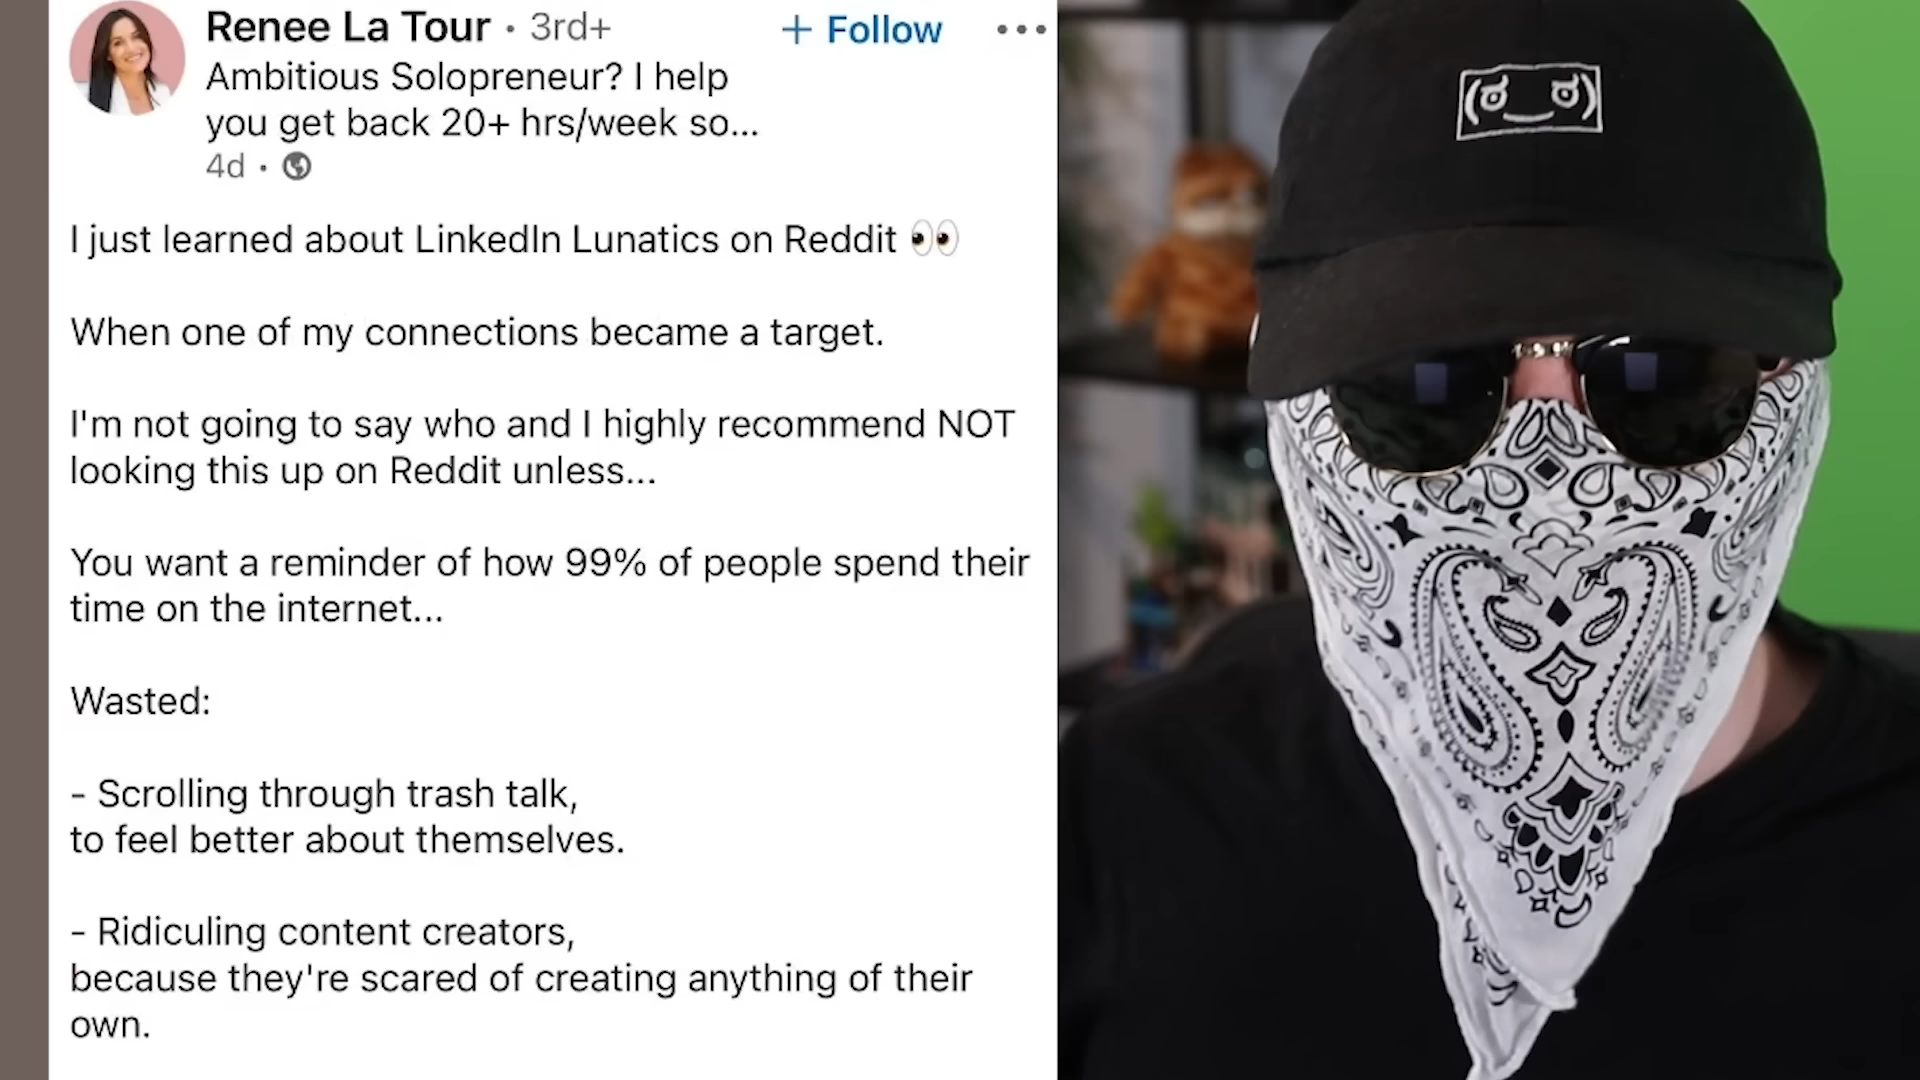 Renee La Tour · 3rd+
+ Follow
Ambitious Solopreneur? I help
you get back 20+ hrs/week so...
4d ·
I just learned about LinkedIn Lunatics on Reddit 👀
When one of my connections became a target.
I'm not going to say who and I highly recommend NOT
looking this up on Reddit unless...
You want a reminder of how 99% of people spend their
time on the internet...
Wasted:
- Scrolling through trash talk,
to feel better about themselves.
- Ridiculing content creators,
because they're scared of creating anything of their
own.